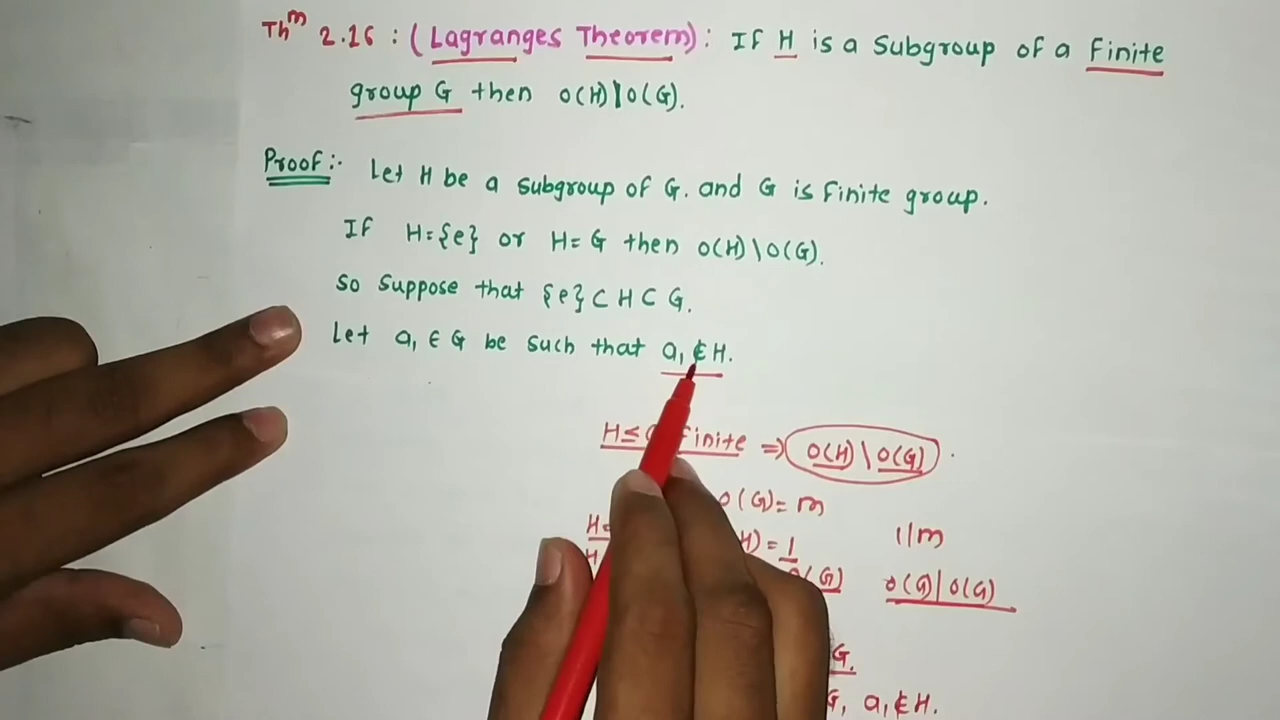 Thm 2.16 : (Lagranges Theorem) : If H is a Subgroup of a Finite
group G then O(H)|O(G).
Proof :- Let H be a subgroup of G. and G is Finite group.
If H={e} or H= G then O(H)\O(G).
So Suppose that {e}⊂ H ⊂ G.
Let a₁ ∈ G be such that a₁ ∉ H.
H≤ Finite ⇒ O(H) \ O(G) .
O(G)= m
H= H) = 1 1/m
H O(G) O(G)|O(G)
G.
G, a₁∉H.